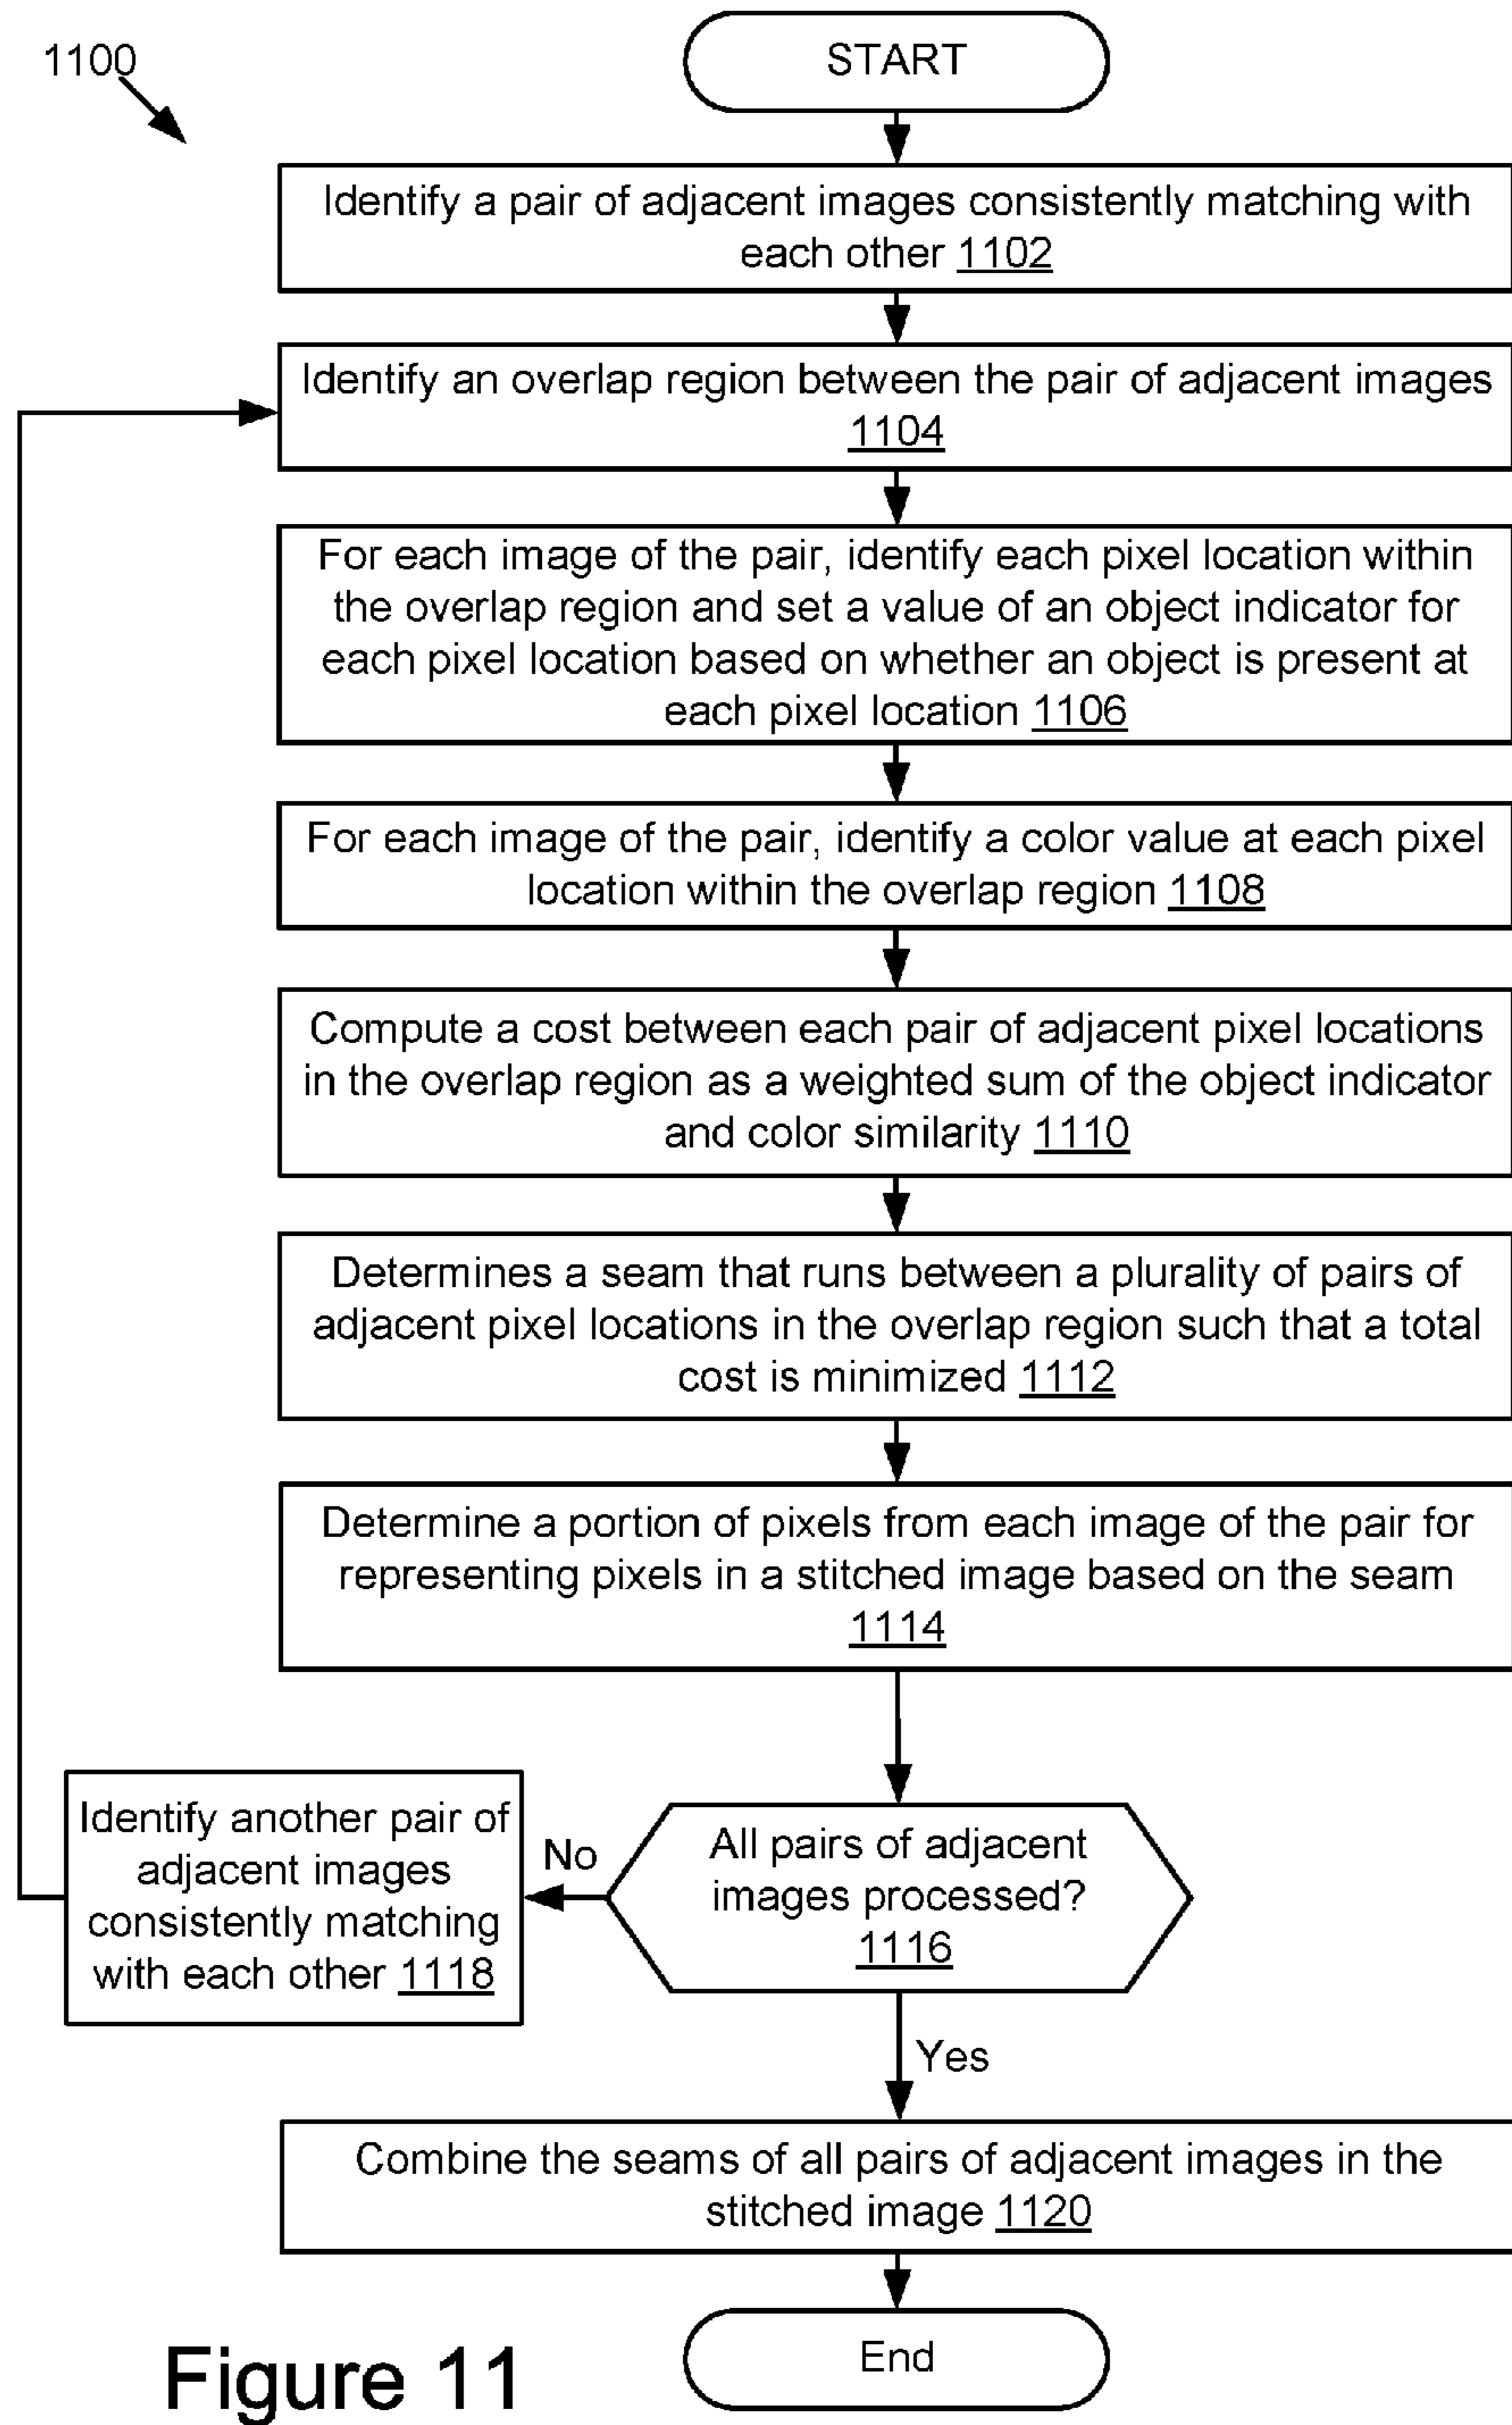 1100
START
Identify a pair of adjacent images consistently matching with
each other 1102
Identify an overlap region between the pair of adjacent images
1104
For each image of the pair, identify each pixel location within
the overlap region and set a value of an object indicator for
each pixel location based on whether an object is present at
each pixel location 1106
For each image of the pair, identify a color value at each pixel
location within the overlap region 1108
Compute a cost between each pair of adjacent pixel locations
in the overlap region as a weighted sum of the object indicator
and color similarity 1110
Determines a seam that runs between a plurality of pairs of
adjacent pixel locations in the overlap region such that a total
cost is minimized 1112
Determine a portion of pixels from each image of the pair for
representing pixels in a stitched image based on the seam
1114
All pairs of adjacent
images processed?
1116
No
Identify another pair of
adjacent images
consistently matching
with each other 1118
Yes
Combine the seams of all pairs of adjacent images in the
stitched image 1120
End
Figure 11